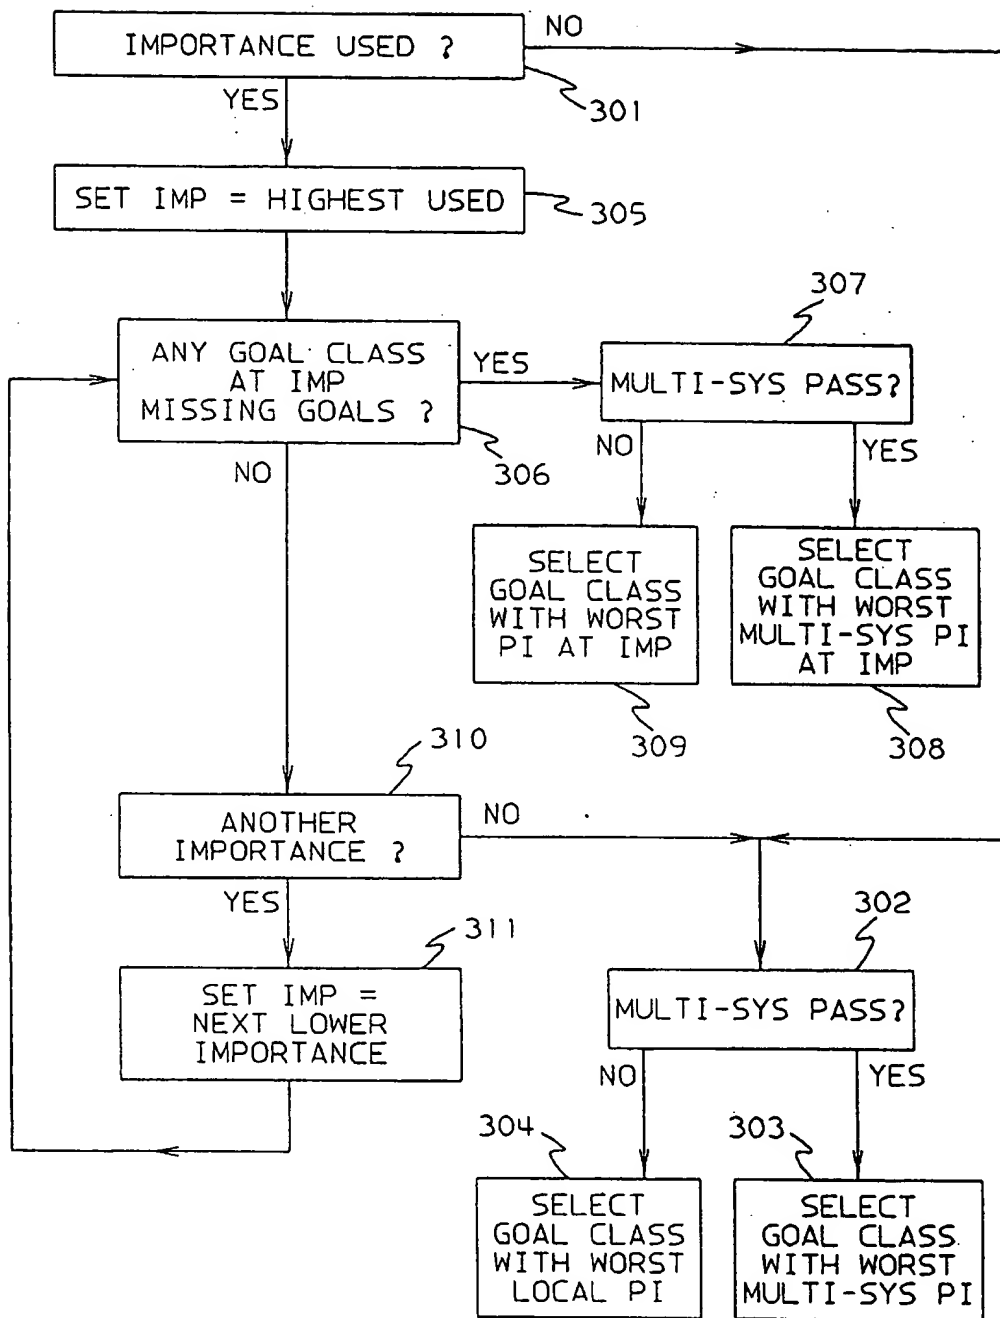 IMPORTANCE USED ?
NO
301
YES
SET IMP = HIGHEST USED
305
307
ANY GOAL CLASS
AT IMP
MISSING GOALS ?
YES
MULTI-SYS PASS?
306
NO
NO
YES
SELECT
GOAL CLASS
WITH WORST
PI AT IMP
SELECT
GOAL CLASS
WITH WORST
MULTI-SYS PI
AT IMP
309
308
310
ANOTHER
IMPORTANCE ?
NO
YES
302
311
SET IMP =
NEXT LOWER
IMPORTANCE
MULTI-SYS PASS?
NO
YES
304
303
SELECT
GOAL CLASS
WITH WORST
LOCAL PI
SELECT
GOAL CLASS
WITH WORST
MULTI-SYS PI